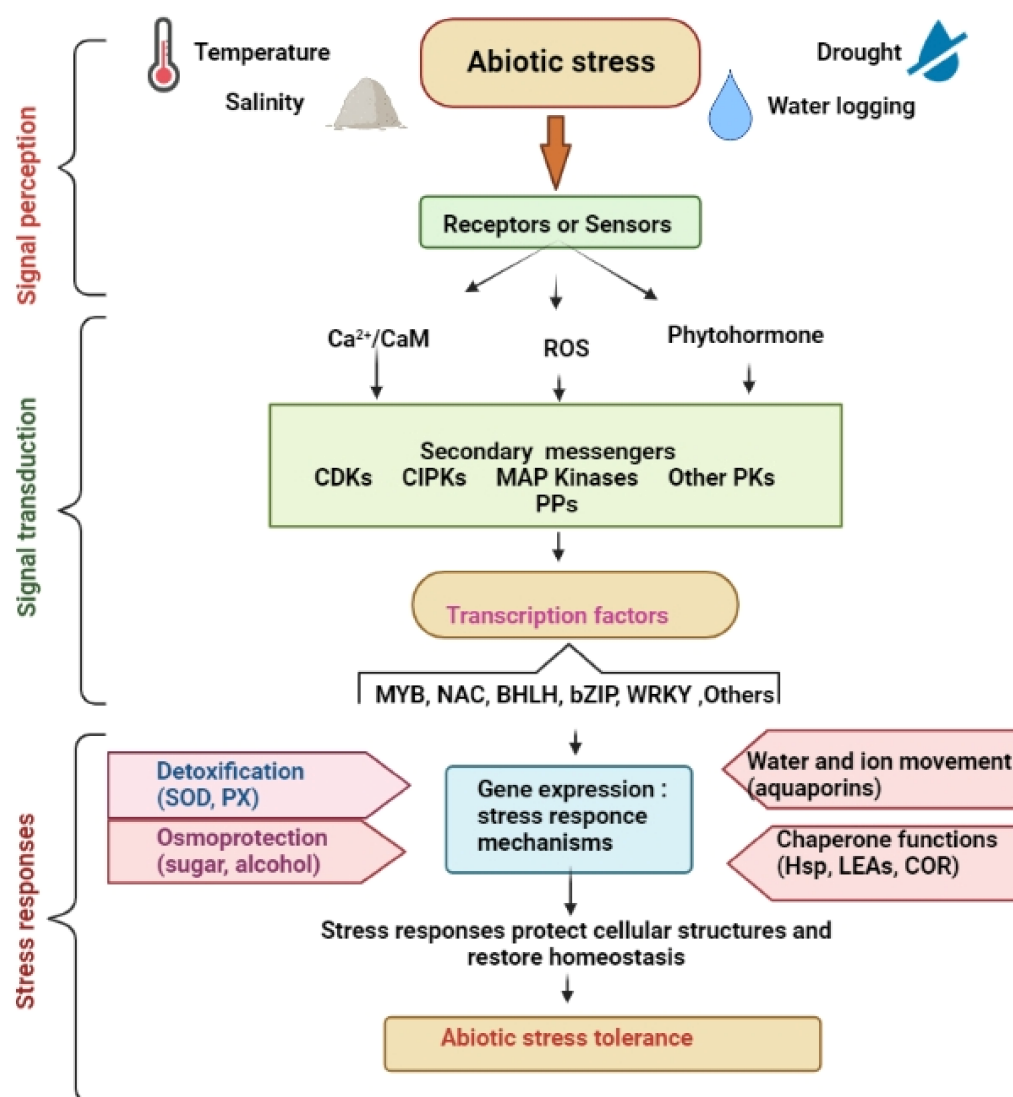 Abiotic stress
Temperature
Salinity
Drought
Water logging
Signal perception
Receptors or Sensors
Ca²⁺/CaM
ROS
Phytohormone
Signal transduction
Secondary messengers
CDKs CIPKs MAP Kinases Other PKs
PPs
Transcription factors
MYB, NAC, BHLH, bZIP, WRKY ,Others
Stress responses
Detoxification
(SOD, PX)
Osmoprotection
(sugar, alcohol)
Gene expression :
stress responce
mechanisms
Water and ion movement
(aquaporins)
Chaperone functions
(Hsp, LEAs, COR)
Stress responses protect cellular structures and
restore homeostasis
Abiotic stress tolerance